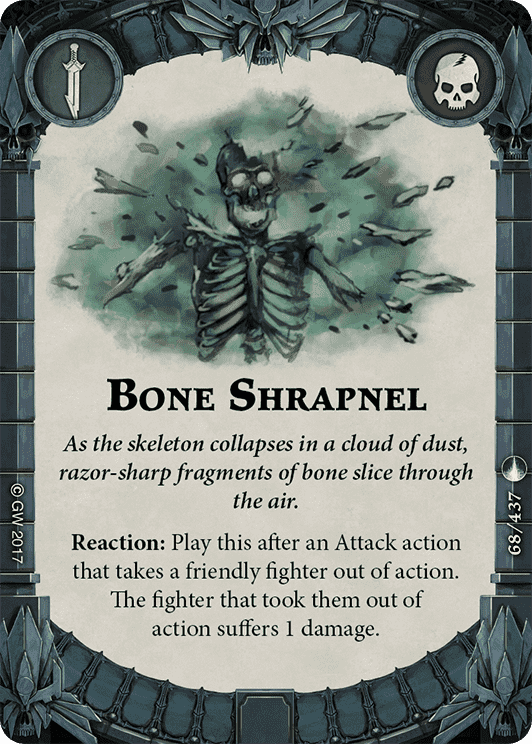 BONE SHRAPNEL
As the skeleton collapses in a cloud of dust,
razor-sharp fragments of bone slice through
the air.
Reaction: Play this after an Attack action
that takes a friendly fighter out of action.
The fighter that took them out of
action suffers 1 damage.
© GW 2017
68/437